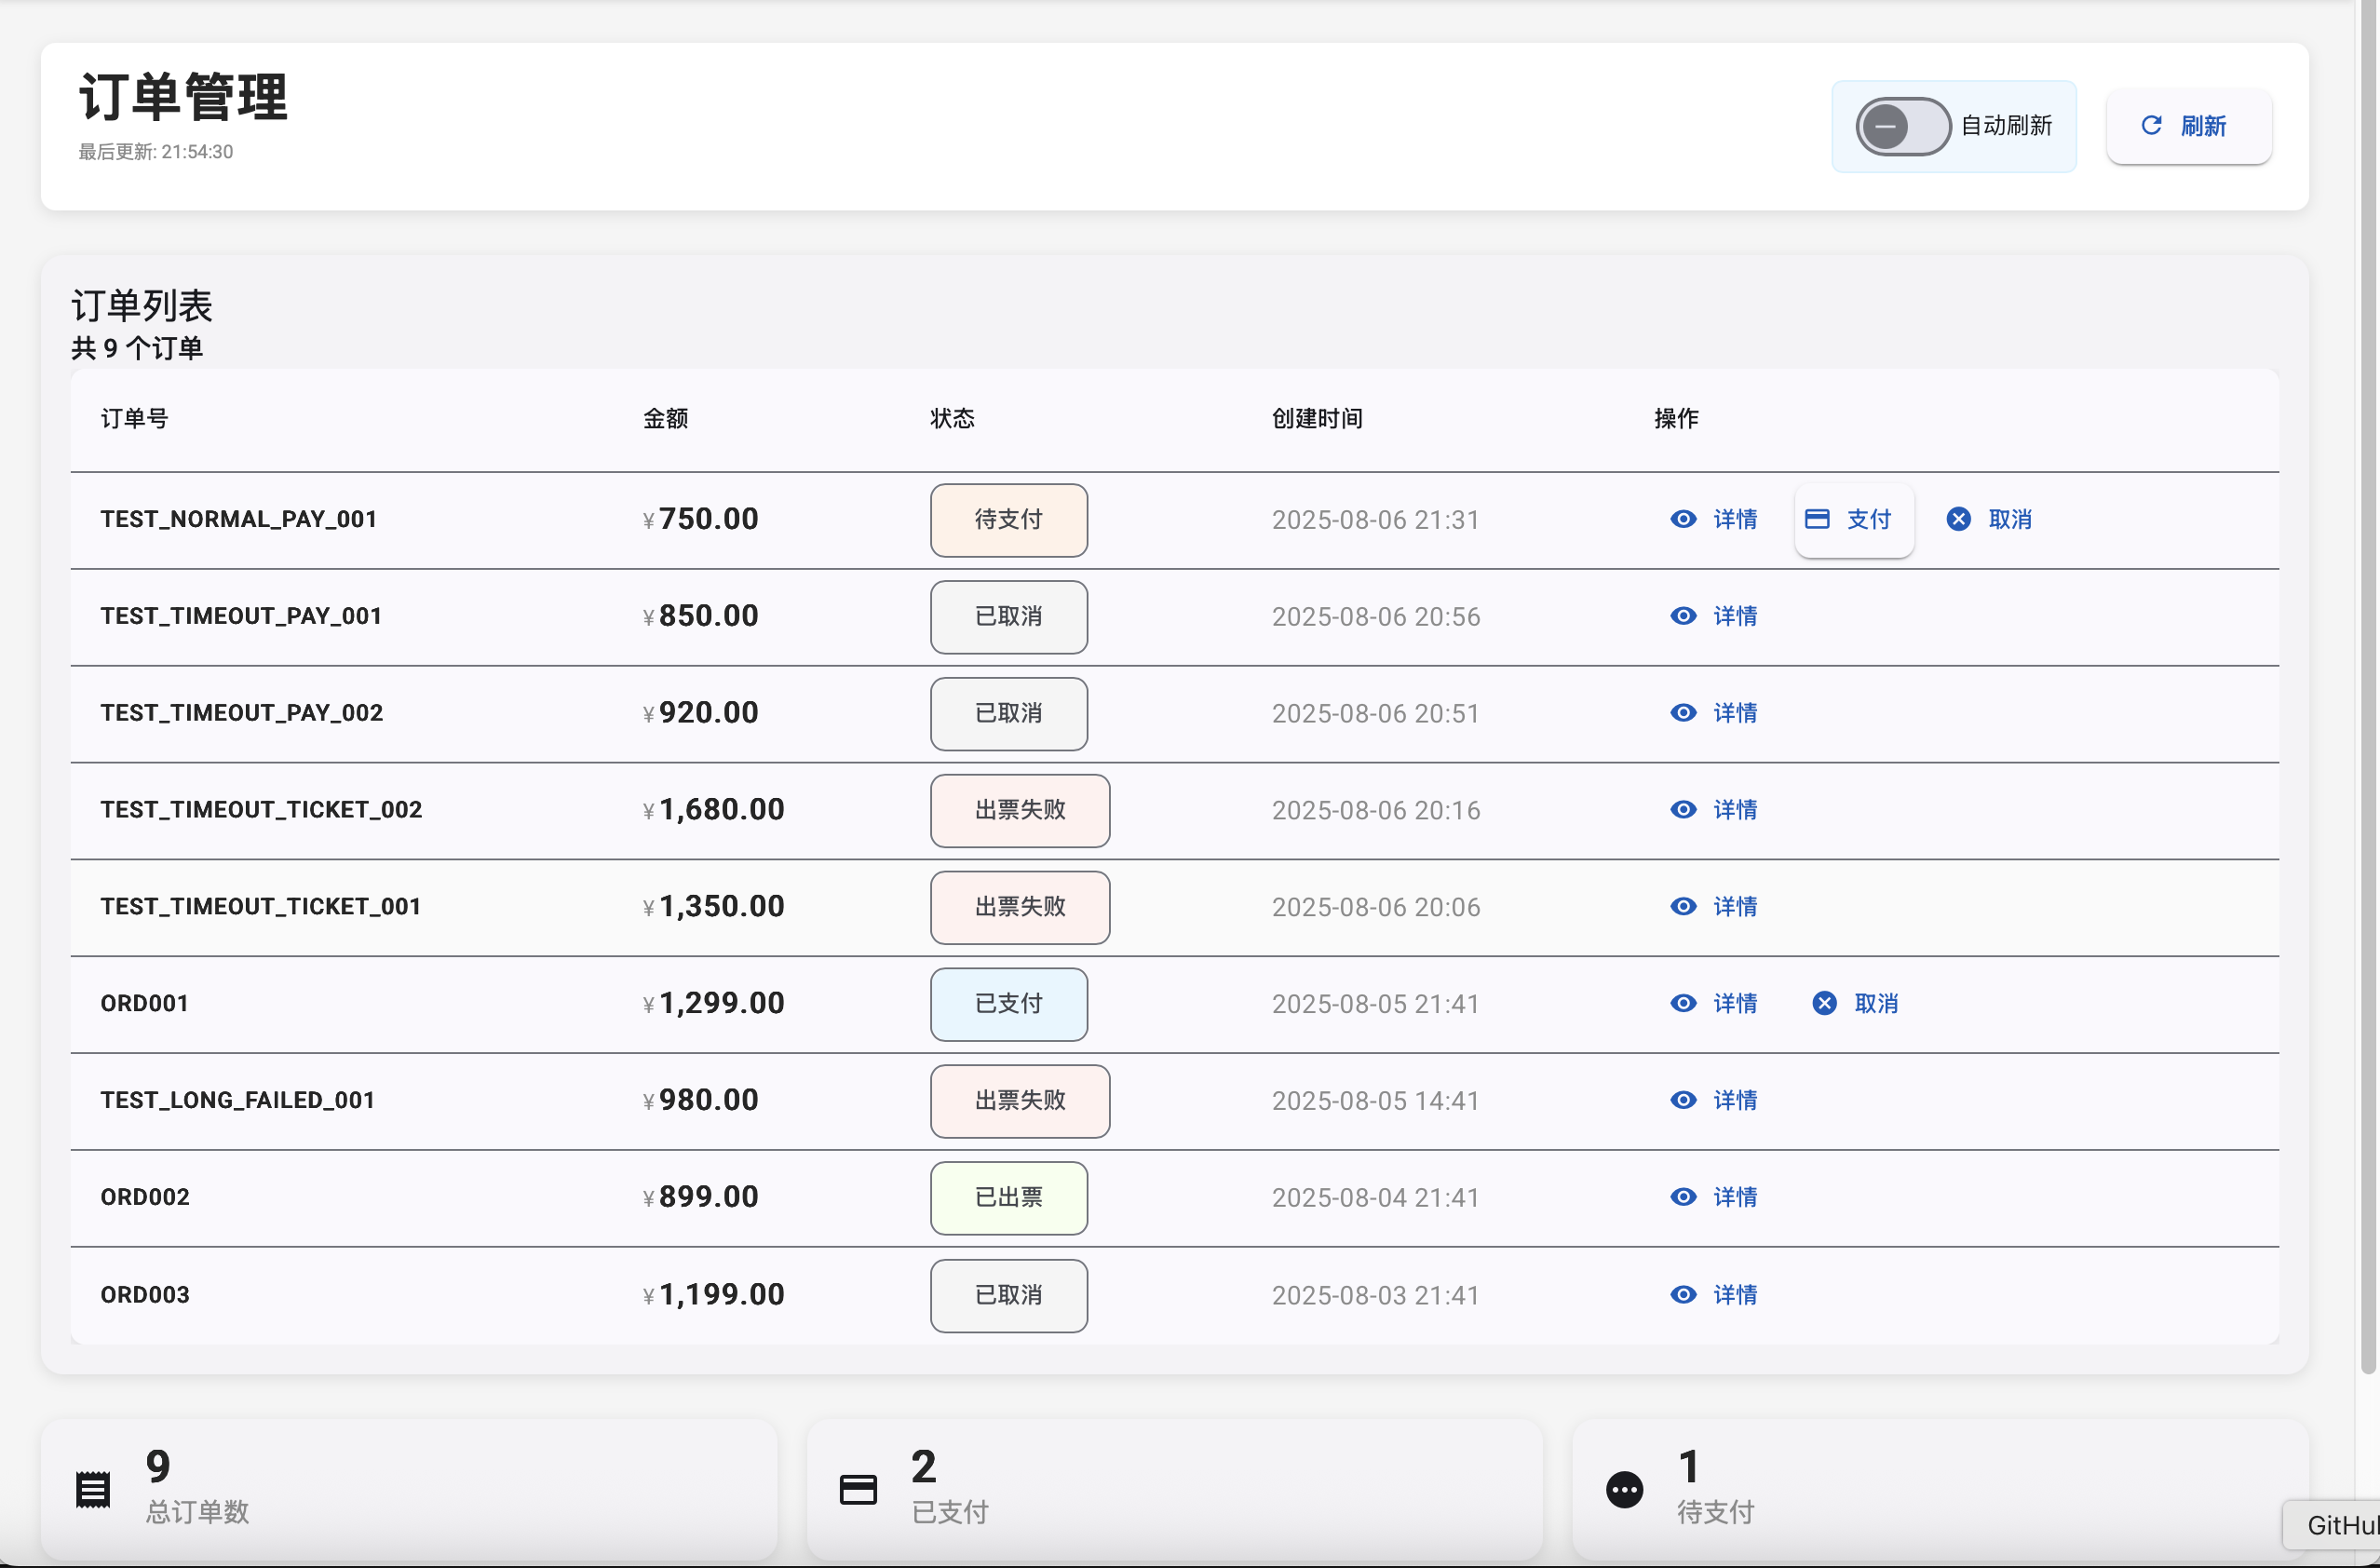 订单管理
最后更新: 21:54:30
自动刷新
刷新
订单列表
共 9 个订单
订单号 金额 状态 创建时间 操作
TEST_NORMAL_PAY_001 ¥750.00 待支付 2025-08-06 21:31 详情 支付 取消
TEST_TIMEOUT_PAY_001 ¥850.00 已取消 2025-08-06 20:56 详情
TEST_TIMEOUT_PAY_002 ¥920.00 已取消 2025-08-06 20:51 详情
TEST_TIMEOUT_TICKET_002 ¥1,680.00 出票失败 2025-08-06 20:16 详情
TEST_TIMEOUT_TICKET_001 ¥1,350.00 出票失败 2025-08-06 20:06 详情
ORD001 ¥1,299.00 已支付 2025-08-05 21:41 详情 取消
TEST_LONG_FAILED_001 ¥980.00 出票失败 2025-08-05 14:41 详情
ORD002 ¥899.00 已出票 2025-08-04 21:41 详情
ORD003 ¥1,199.00 已取消 2025-08-03 21:41 详情
9
总订单数
2
已支付
1
待支付